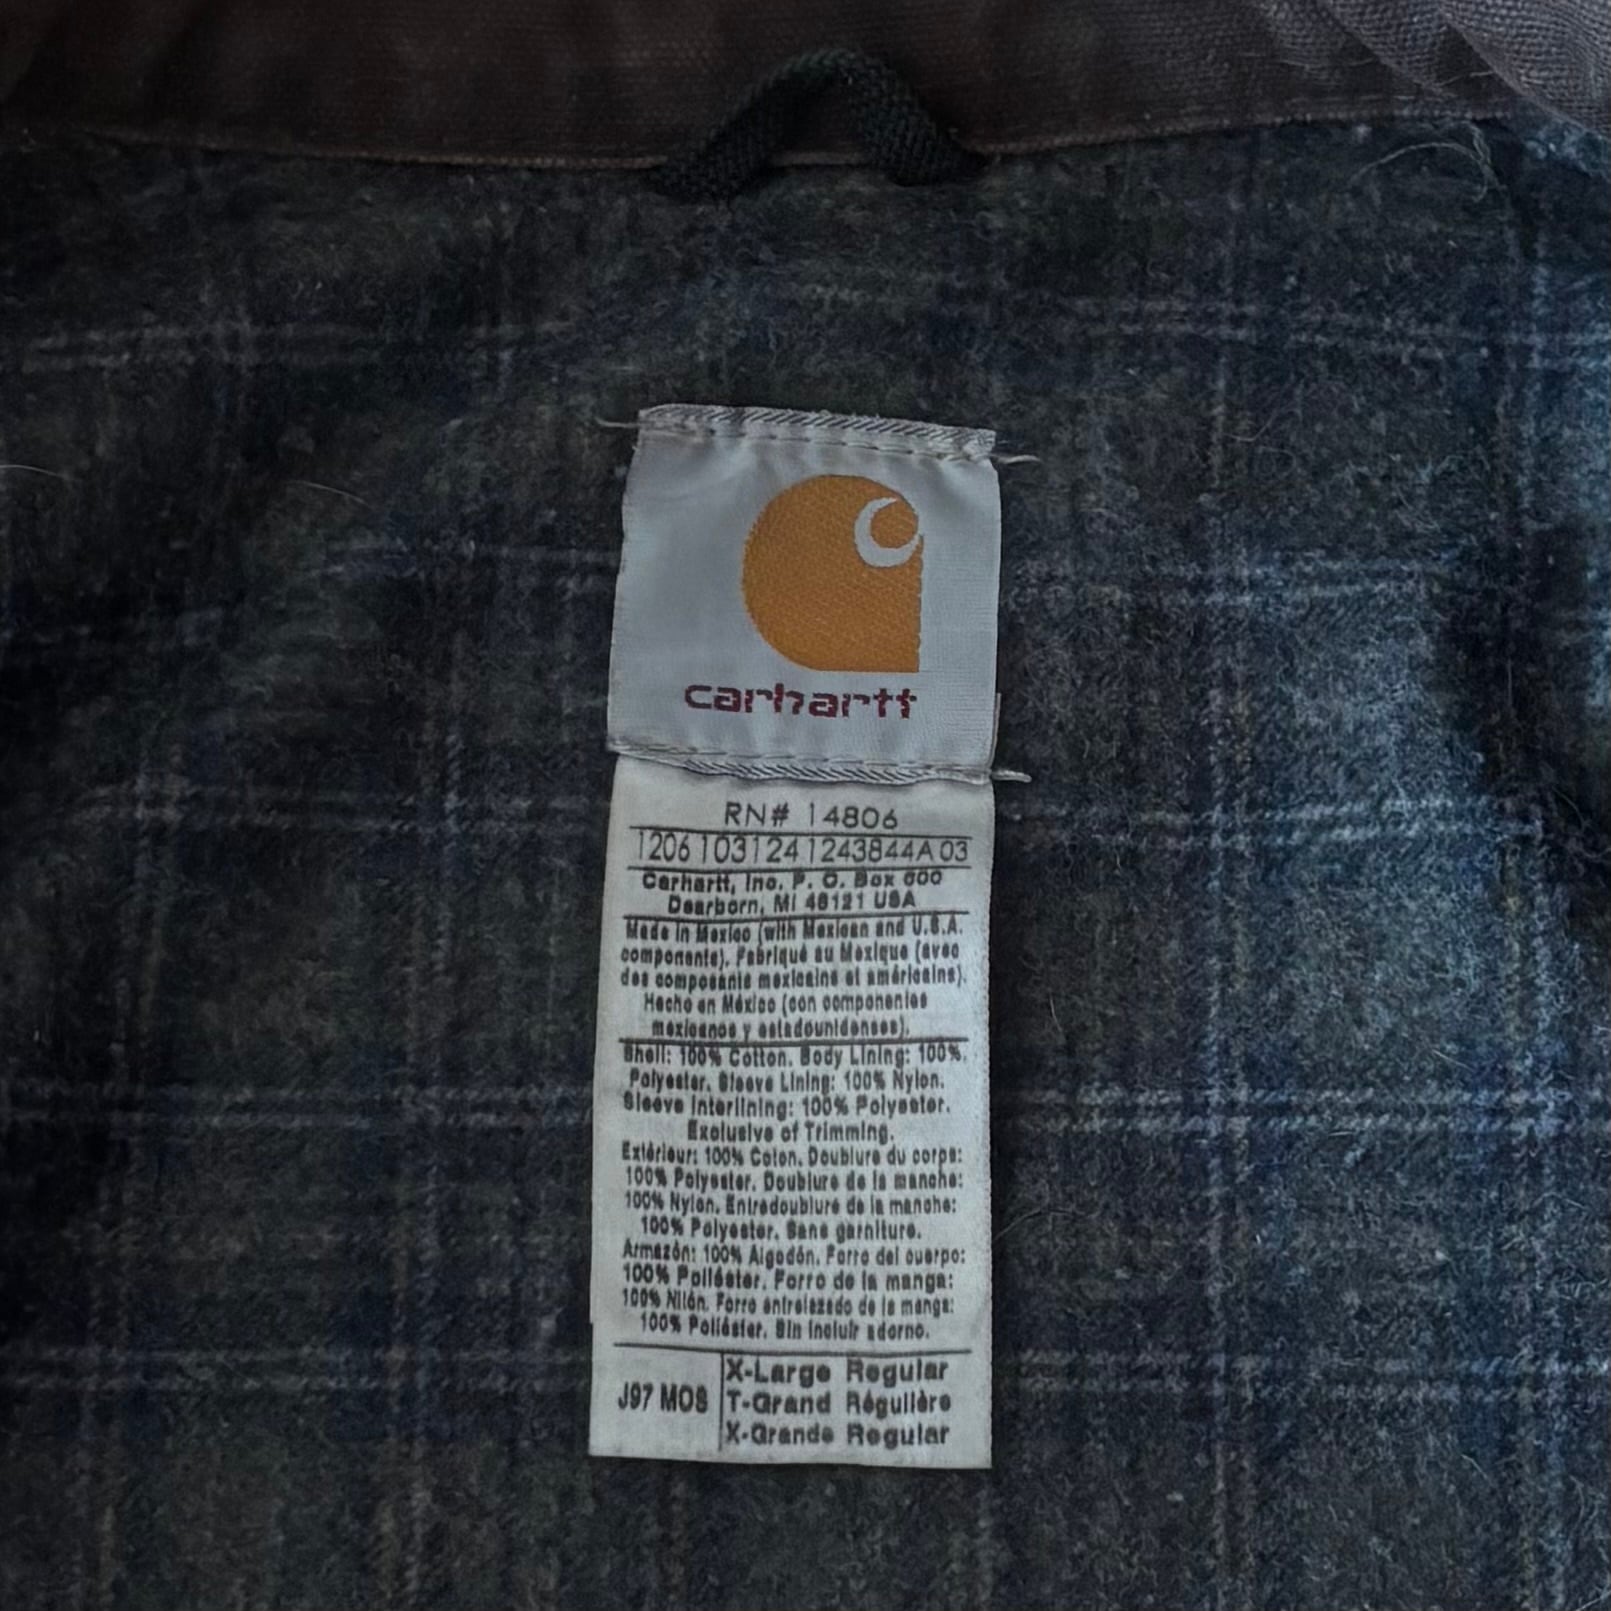 carhartt
RN# 14806
1206 103124 1243844A 03
Carhartt, Inc. P. O. Box 600
Dearborn, MI 48121 USA
Made in Mexico (with Mexican and U.S.A.
components). Fabriqué au Mexique (avec
des composants mexicains et américains).
Hecho en México (con componentes
mexicanos y estadounidenses).
Shell: 100% Cotton. Body Lining: 100%
Polyester. Sleeve Lining: 100% Nylon.
Sleeve Interlining: 100% Polyester.
Exclusive of Trimming.
Extérieur: 100% Coton. Doublure du corps:
100% Polyester. Doublure de la manche:
100% Nylon. Entredoublure de la manche:
100% Polyester. Sans garniture.
Armazón: 100% Algodón. Forro del cuerpo:
100% Poliéster. Forro de la manga:
100% Nilón. Forro entrelazado de la manga:
100% Poliéster. Sin incluir adorno.
J97 MOS
X-Large Regular
T-Grand Régulière
X-Grande Regular